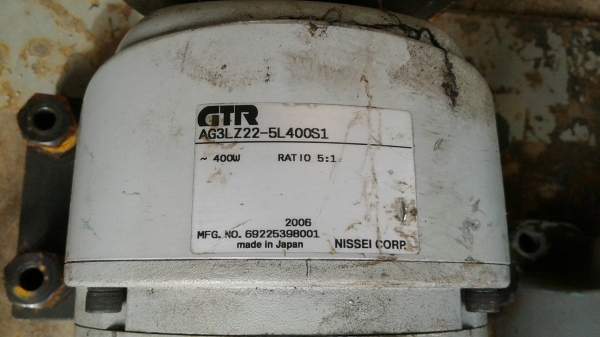 GTR
AG3LZ22-5L400S1
~ 400W RATIO 5:1
2006
MFG. NO. 69225398001
made in Japan NISSEI CORP.